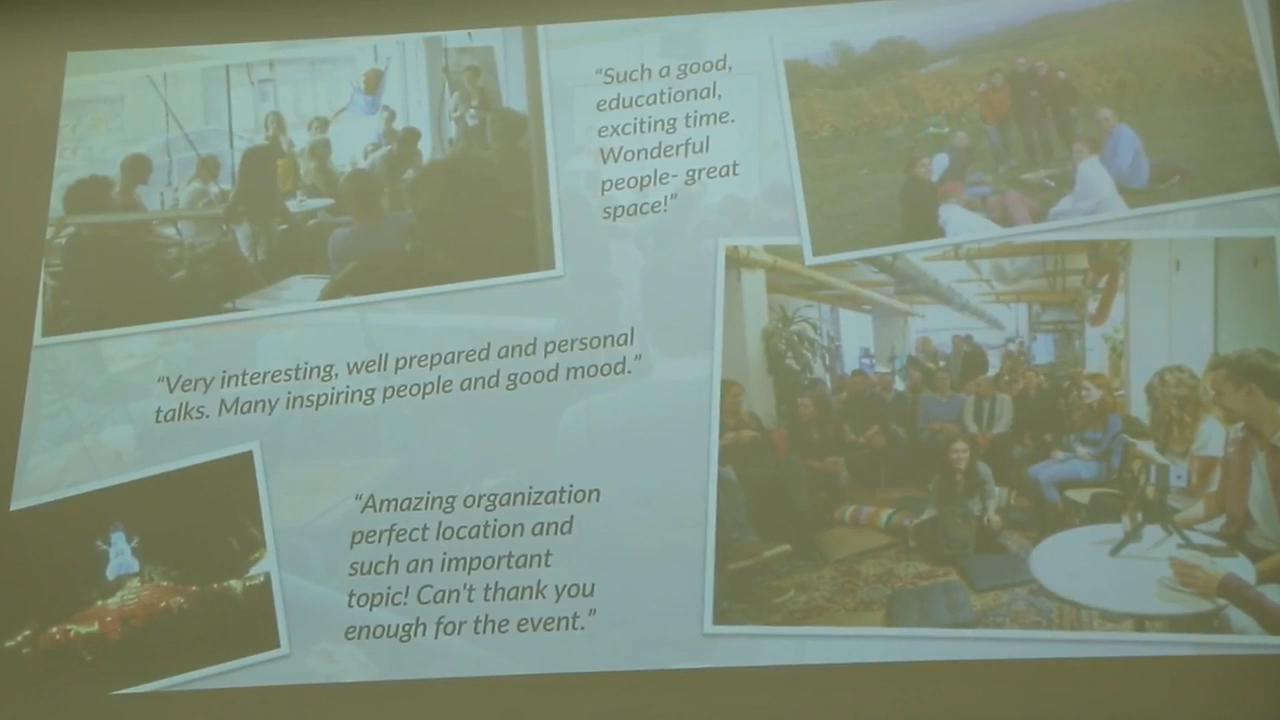 “Such a good,
educational,
exciting time.
Wonderful
people- great
space!”
“Very interesting, well prepared and personal
talks. Many inspiring people and good mood.”
“Amazing organization
perfect location and
such an important
topic! Can't thank you
enough for the event.”